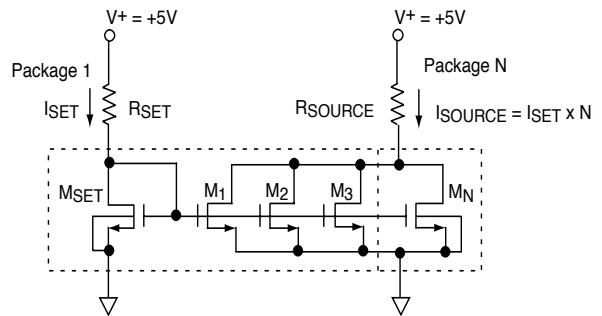 V+ = +5V
V+ = +5V
Package 1
Package N
ISET
RSET
RSOURCE
ISOURCE = ISET x N
MSET
M1
M2
M3
MN